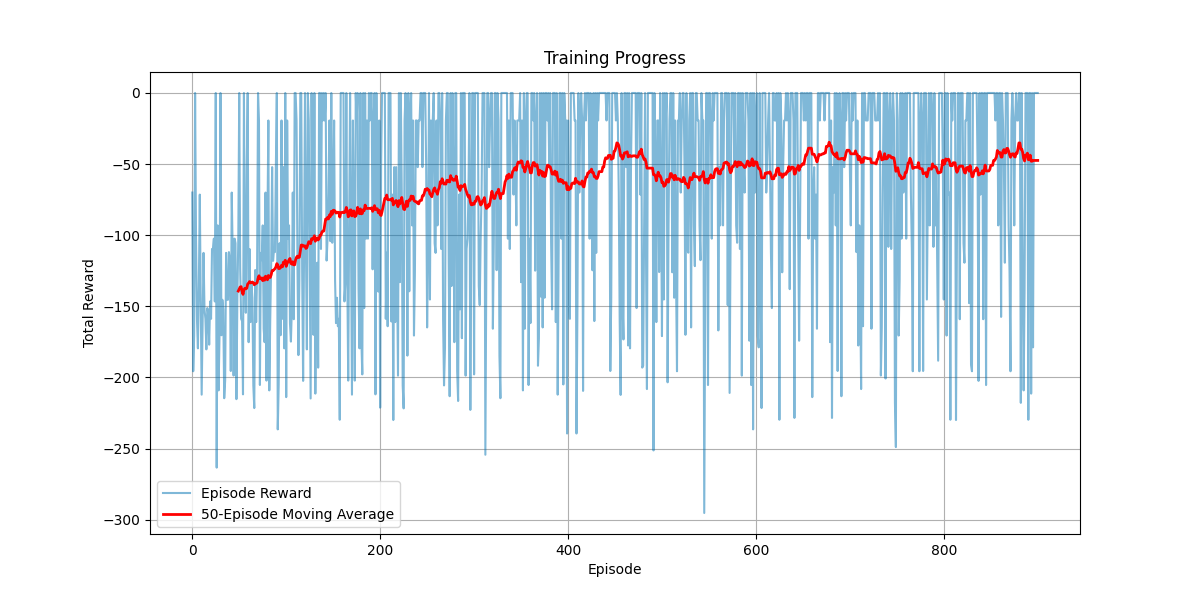 Training Progress
0
−50
−100
−150
−200
−250
−300
Total Reward
Episode Reward
50-Episode Moving Average
0
200
400
600
800
Episode